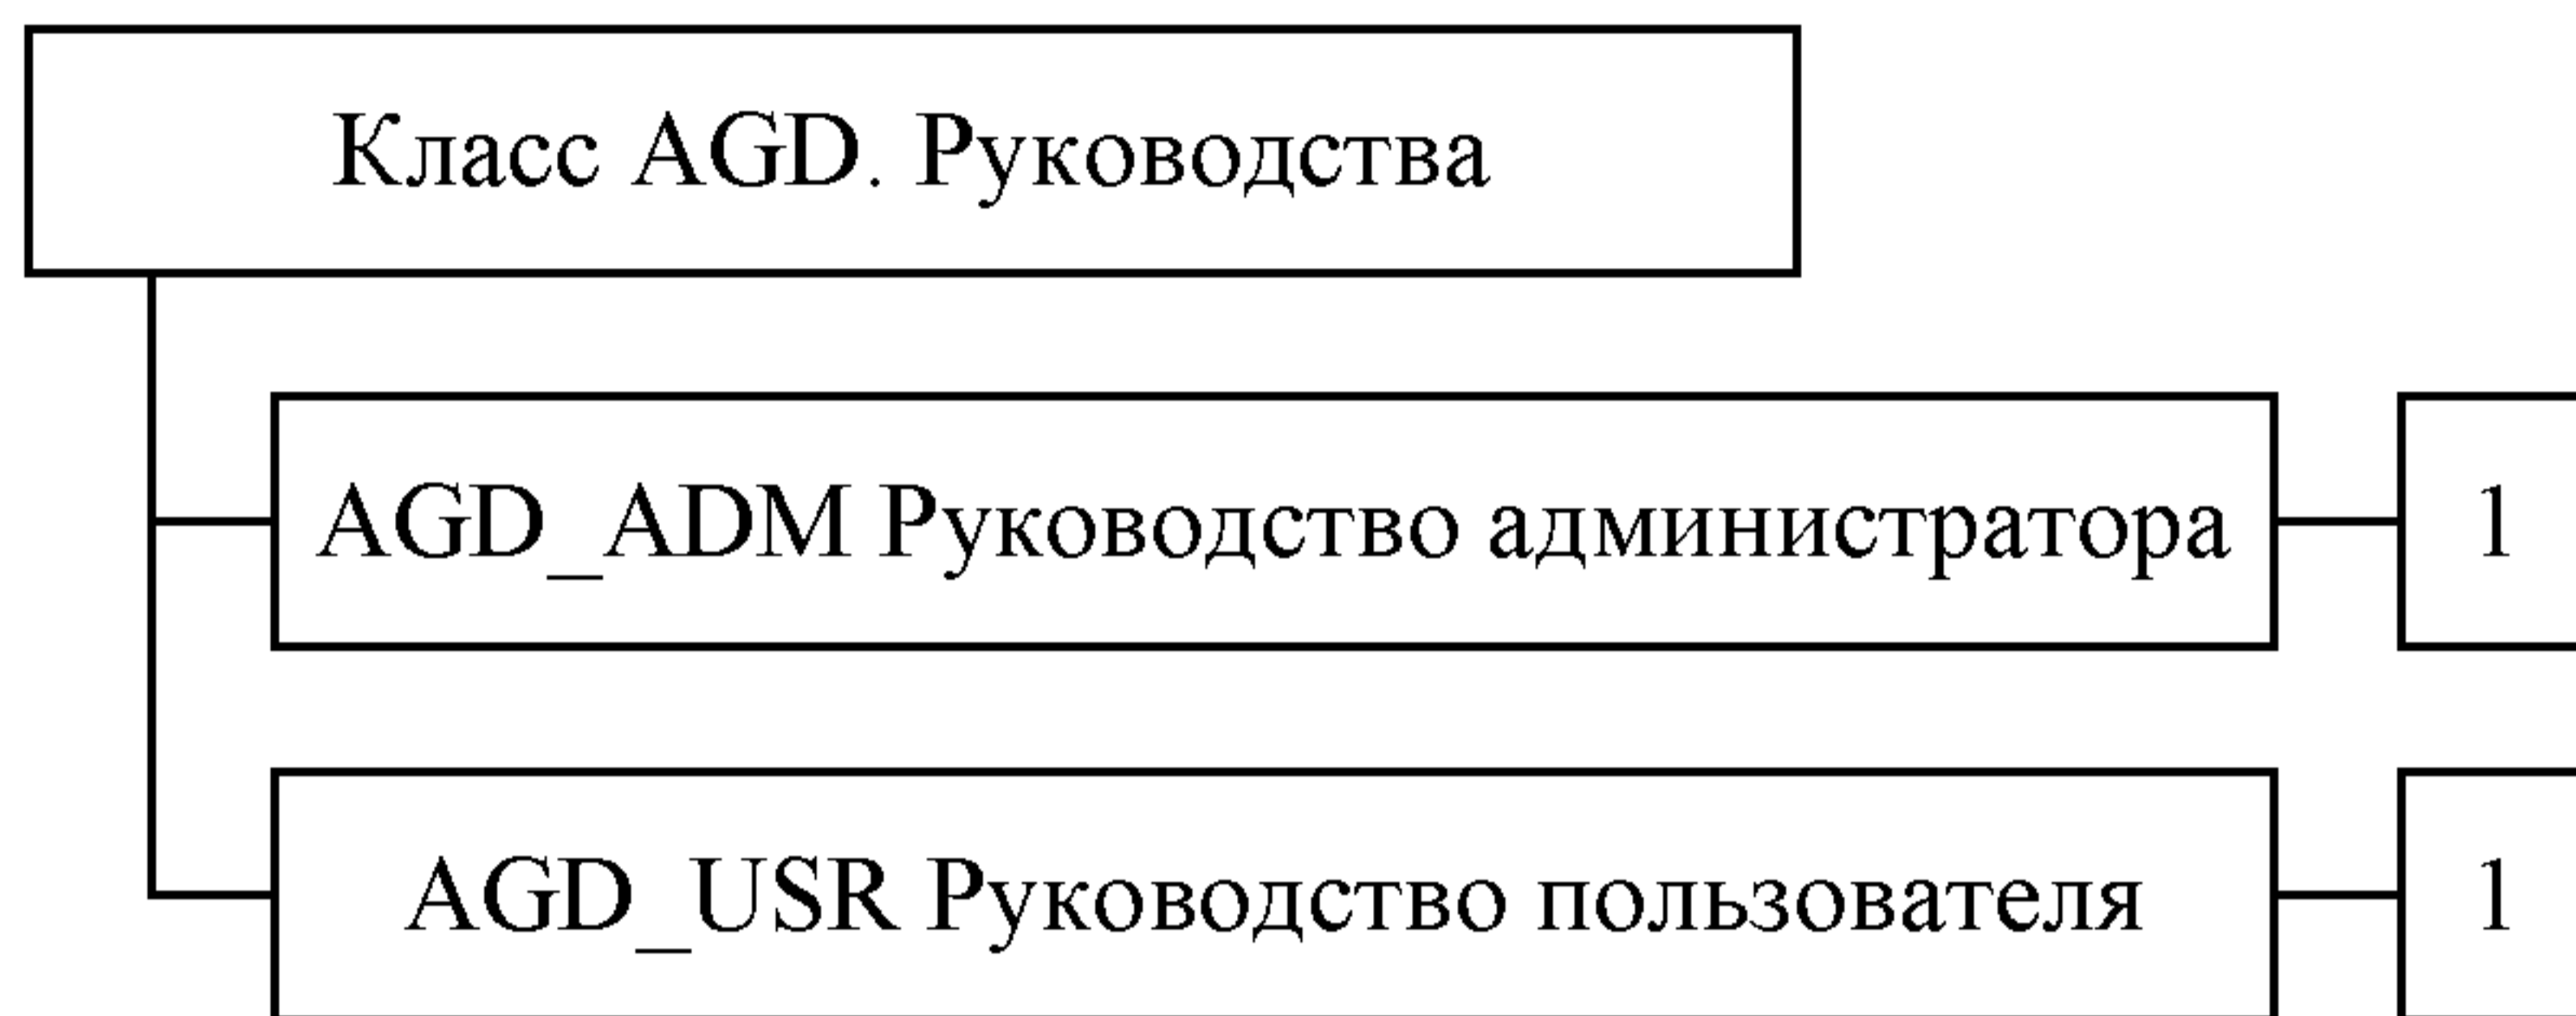 Класс AGD. Руководства
AGD_ADM Руководство администратора 1
AGD_USR Руководство пользователя 1